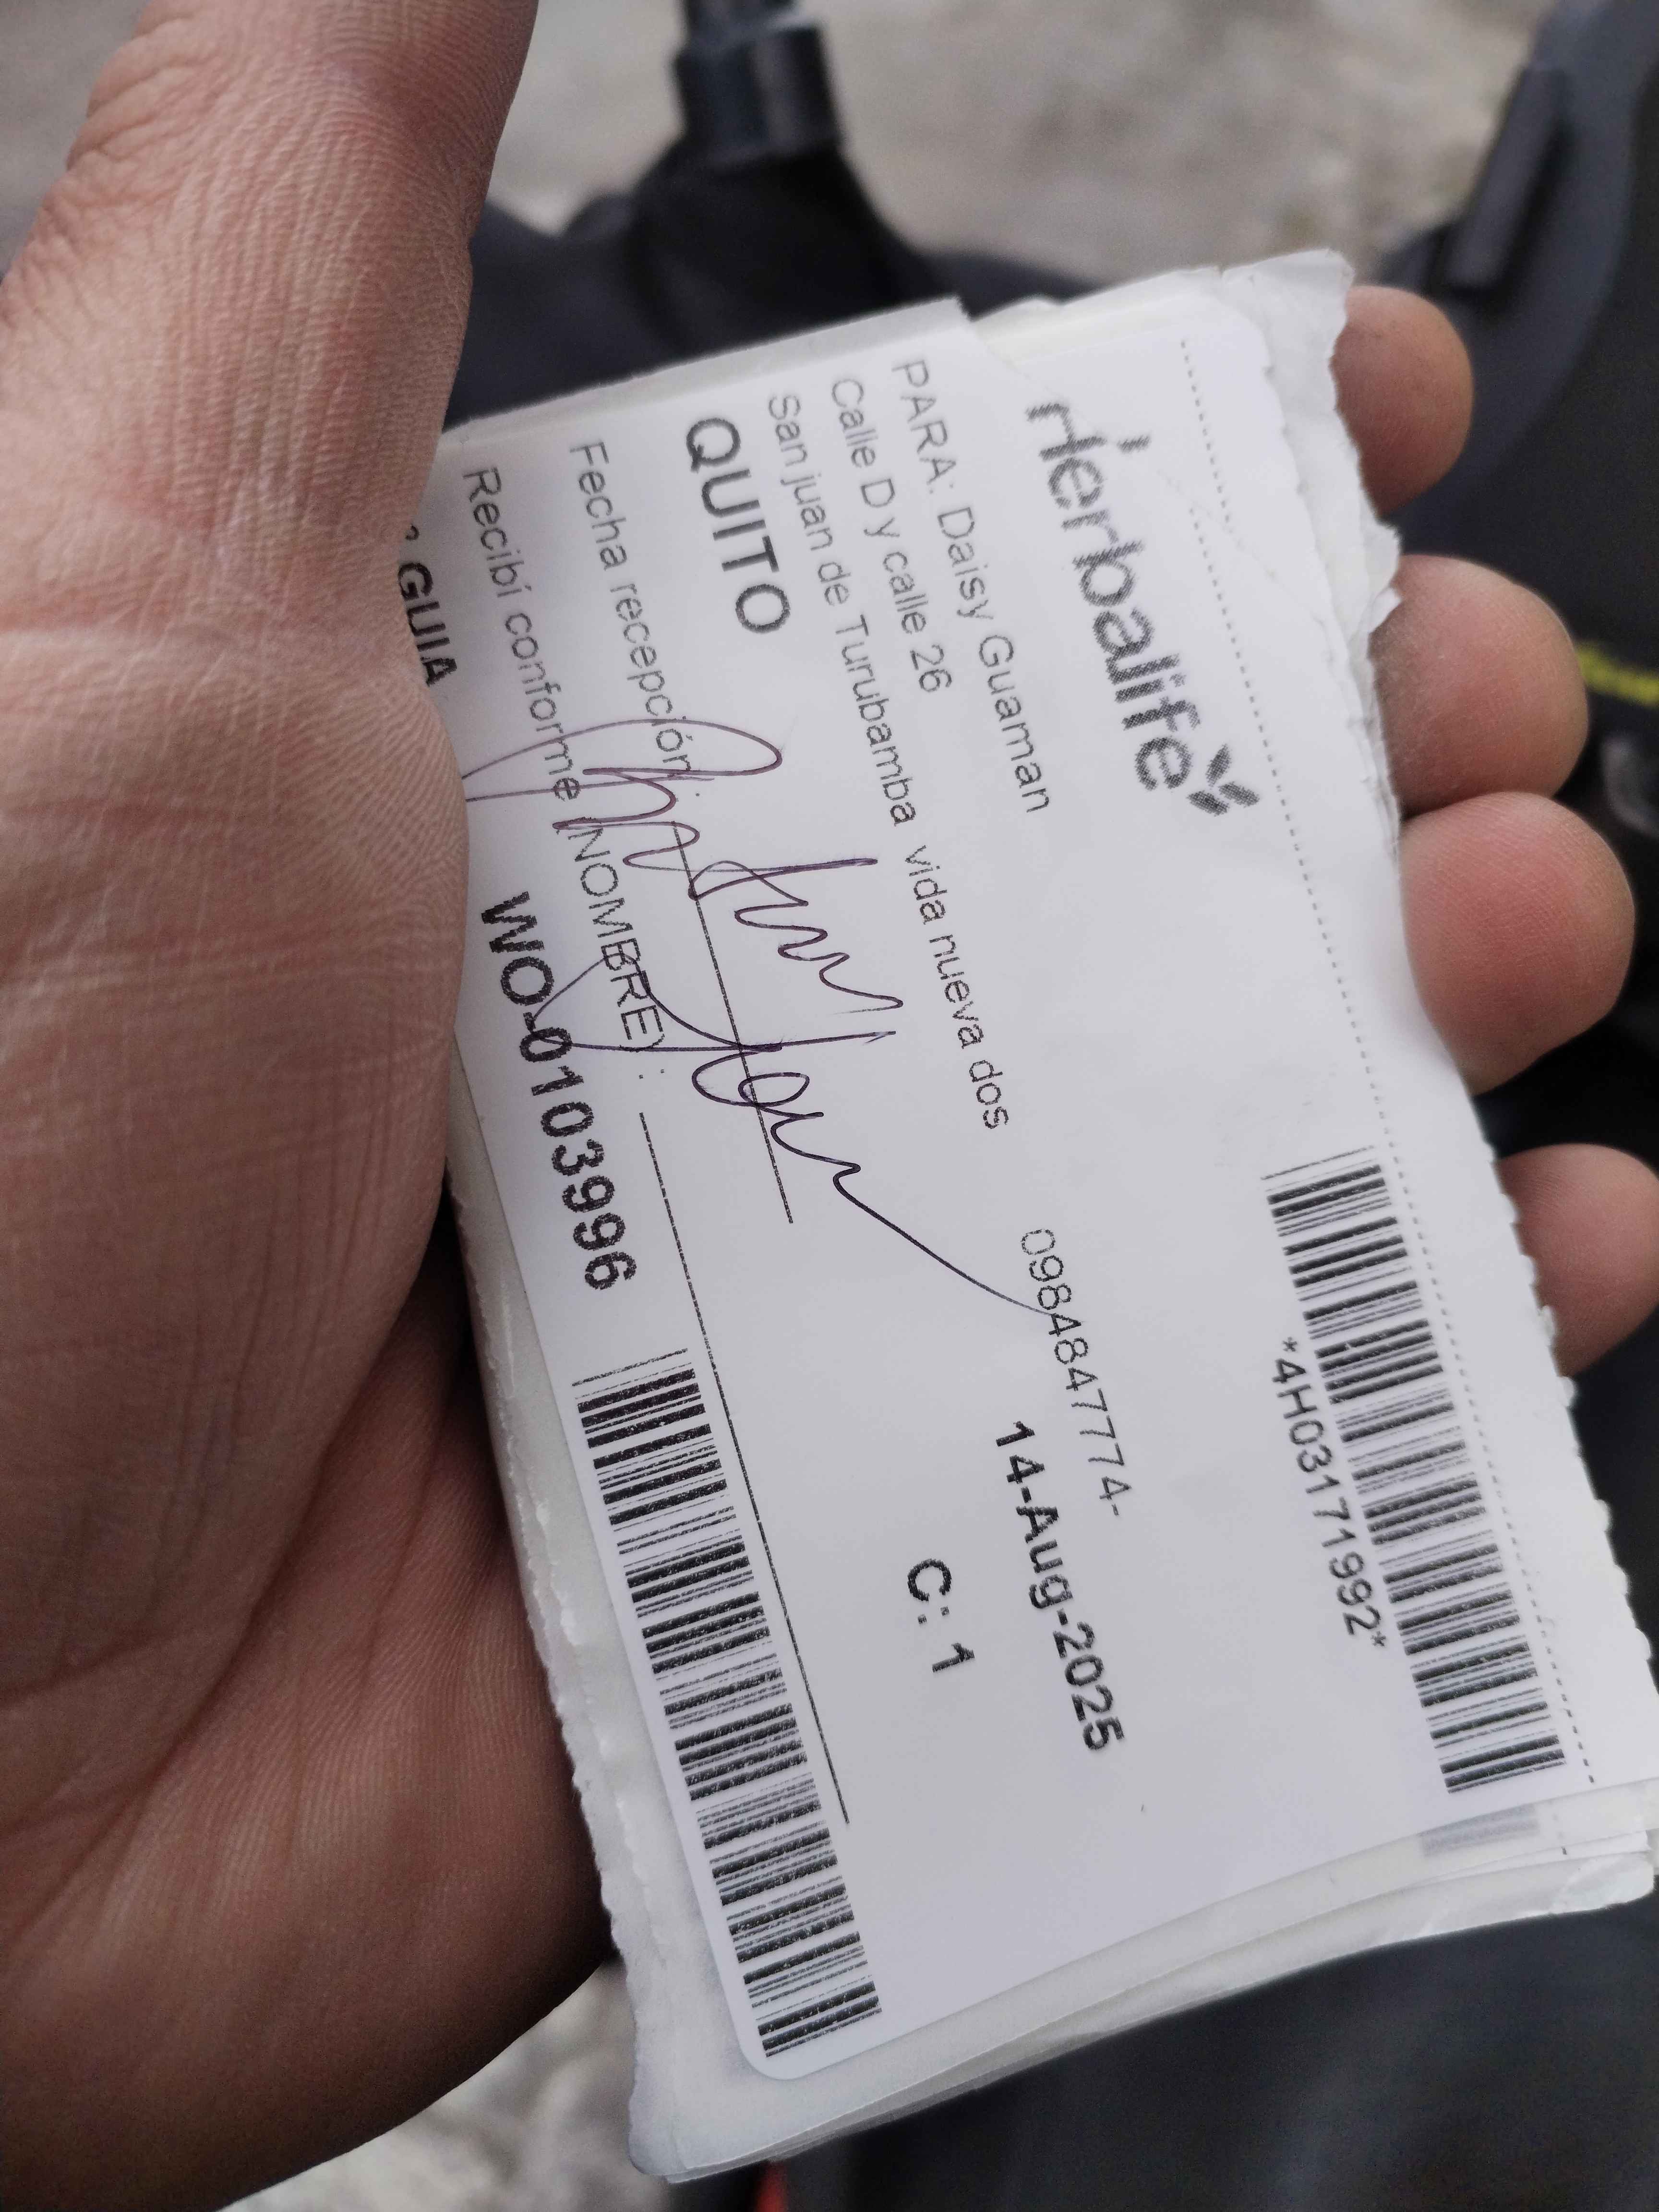 Herbalife
*4H03171992*
PARA: Daisy Guaman
0984847774-
Calle D y calle 26
14-Aug-2025
San juan de Turubamba vida nueva dos
C: 1
QUITO
Fecha recepción:
Recibí conforme (NOMBRE) :
GUIA
WO-0103996